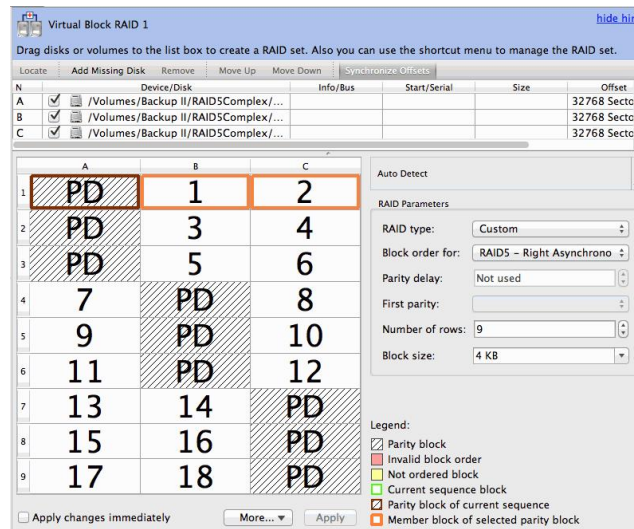 Virtual Block RAID 1
hide hin
Drag disks or volumes to the list box to create a RAID set. Also you can use the shortcut menu to manage the RAID set.
Locate Add Missing Disk Remove Move Up Move Down Synchronize Offsets
N Device/Disk Info/Bus Start/Serial Size Offset
A /Volumes/Backup II/RAID5Complex/... 32768 Secto
B /Volumes/Backup II/RAID5Complex/... 32768 Secto
C /Volumes/Backup II/RAID5Complex/... 32768 Secto
A B C
1 PD 1 2
2 PD 3 4
3 PD 5 6
4 7 PD 8
5 9 PD 10
6 11 PD 12
7 13 14 PD
8 15 16 PD
9 17 18 PD
Apply changes immediately More... Apply
Auto Detect
RAID Parameters
RAID type: Custom
Block order for: RAID5 - Right Asynchrono
Parity delay: Not used
First parity:
Number of rows: 9
Block size: 4 KB
Legend:
Parity block
Invalid block order
Not ordered block
Current sequence block
Parity block of current sequence
Member block of selected parity block